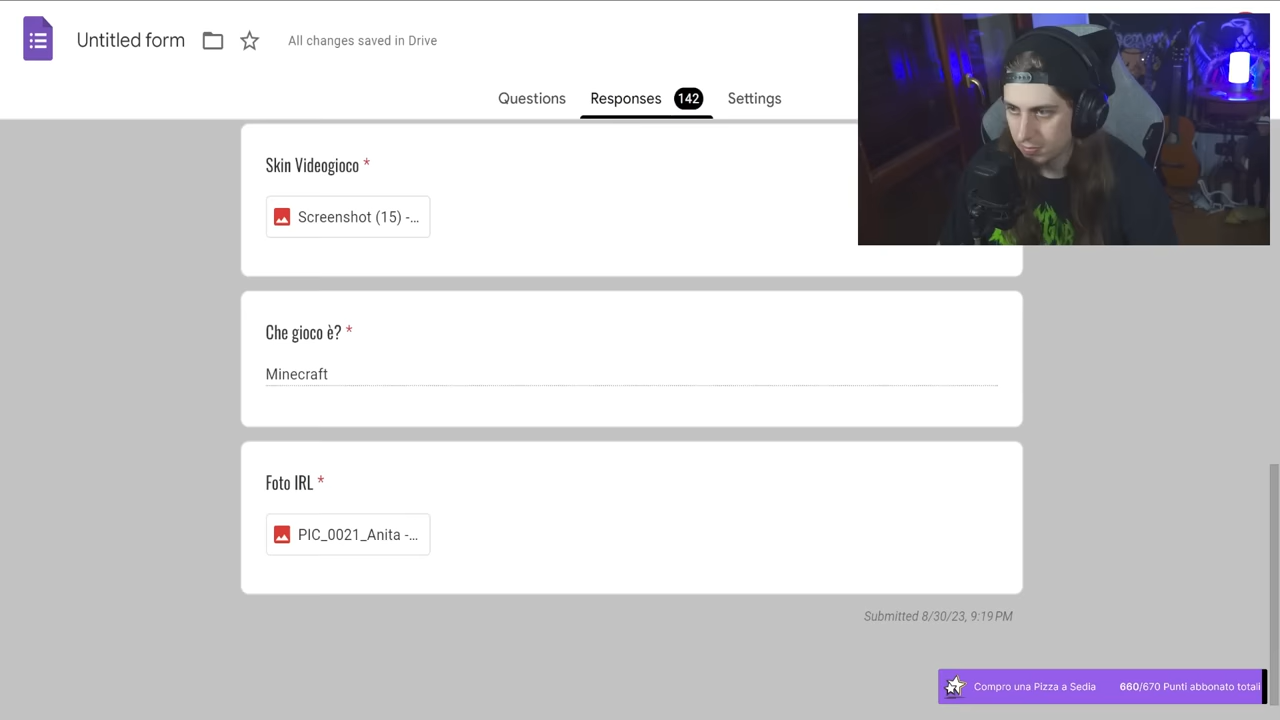 Untitled form
All changes saved in Drive
Questions
Responses
142
Settings
Skin Videogioco *
Screenshot (15) -...
Che gioco è? *
Minecraft
Foto IRL *
PIC_0021_Anita -...
Submitted 8/30/23, 9:19 PM
Compro una Pizza a Sedia
660/670 Punti abbonato totali